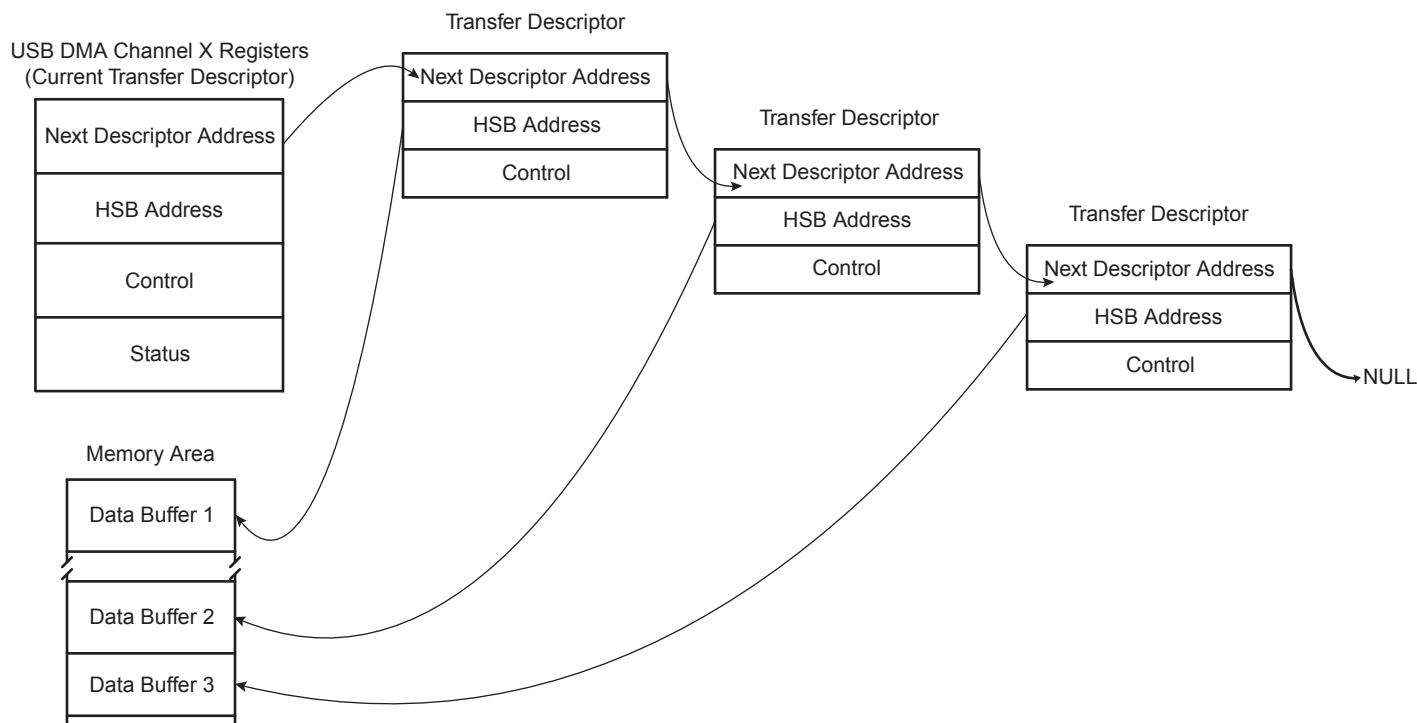 USB DMA Channel X Registers
(Current Transfer Descriptor)
Next Descriptor Address
HSB Address
Control
Status
Transfer Descriptor
Next Descriptor Address
HSB Address
Control
Transfer Descriptor
Next Descriptor Address
HSB Address
Control
Transfer Descriptor
Next Descriptor Address
HSB Address
Control
NULL
Memory Area
Data Buffer 1
Data Buffer 2
Data Buffer 3